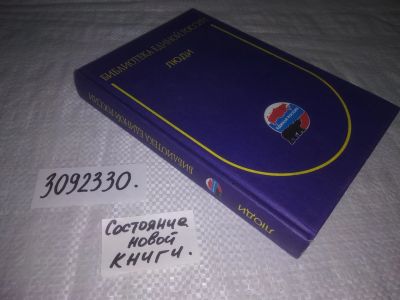 БИБЛИОТЕКА ЕДИНОЙ РОССИИ
ЛЮДИ
БИБЛИОТЕКА ЕДИНОЙ РОССИИ
ЛЮДИ
3092330.
Состояние
новой
книги.